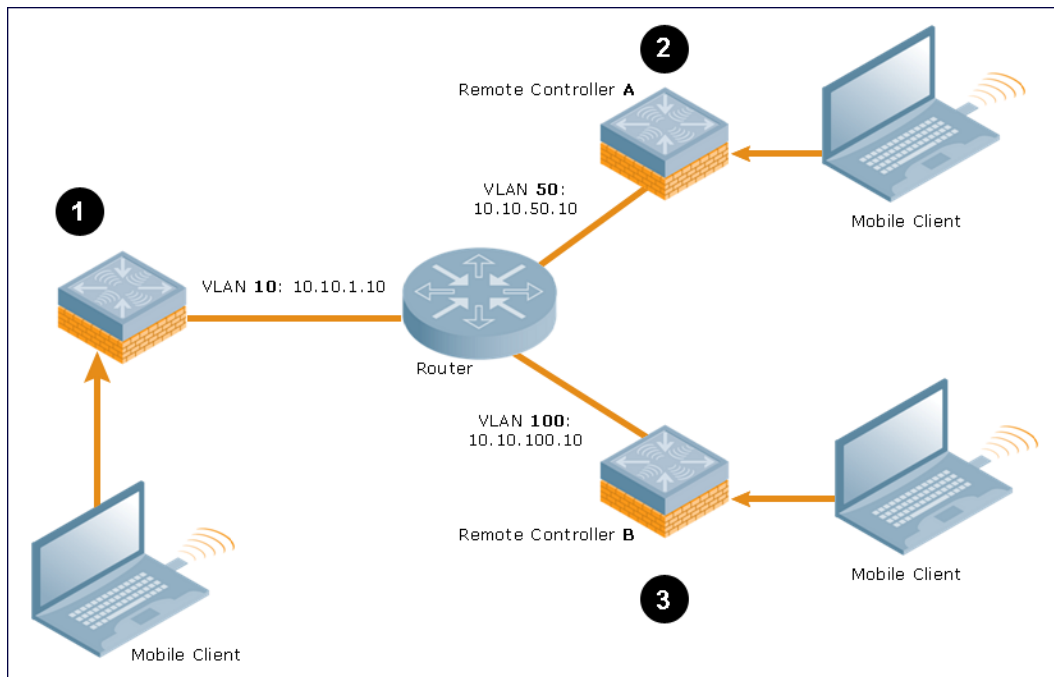 2
Remote Controller A
VLAN 50:
10.10.50.10
Mobile Client
1
VLAN 10: 10.10.1.10
Router
VLAN 100:
10.10.100.10
Remote Controller B
Mobile Client
3
Mobile Client